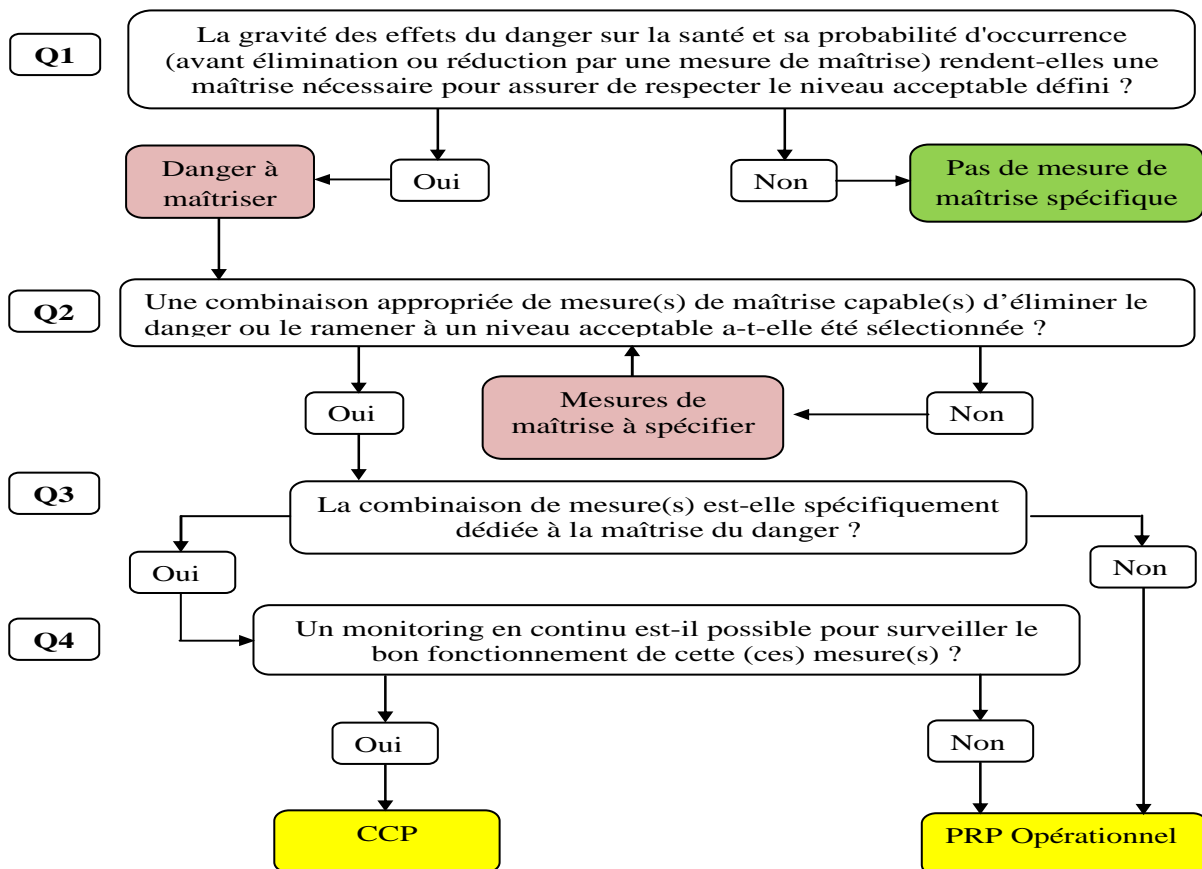 Q1
La gravité des effets du danger sur la santé et sa probabilité d'occurrence
(avant élimination ou réduction par une mesure de maîtrise) rendent-elles une
maîtrise nécessaire pour assurer de respecter le niveau acceptable défini ?
Danger à
maîtriser
Oui
Non
Pas de mesure de
maîtrise spécifique
Q2
Une combinaison appropriée de mesure(s) de maîtrise capable(s) d’éliminer le
danger ou le ramener à un niveau acceptable a-t-elle été sélectionnée ?
Oui
Mesures de
maîtrise à spécifier
Non
Q3
La combinaison de mesure(s) est-elle spécifiquement
dédiée à la maîtrise du danger ?
Oui
Non
Q4
Un monitoring en continu est-il possible pour surveiller le
bon fonctionnement de cette (ces) mesure(s) ?
Oui
Non
CCP
PRP Opérationnel